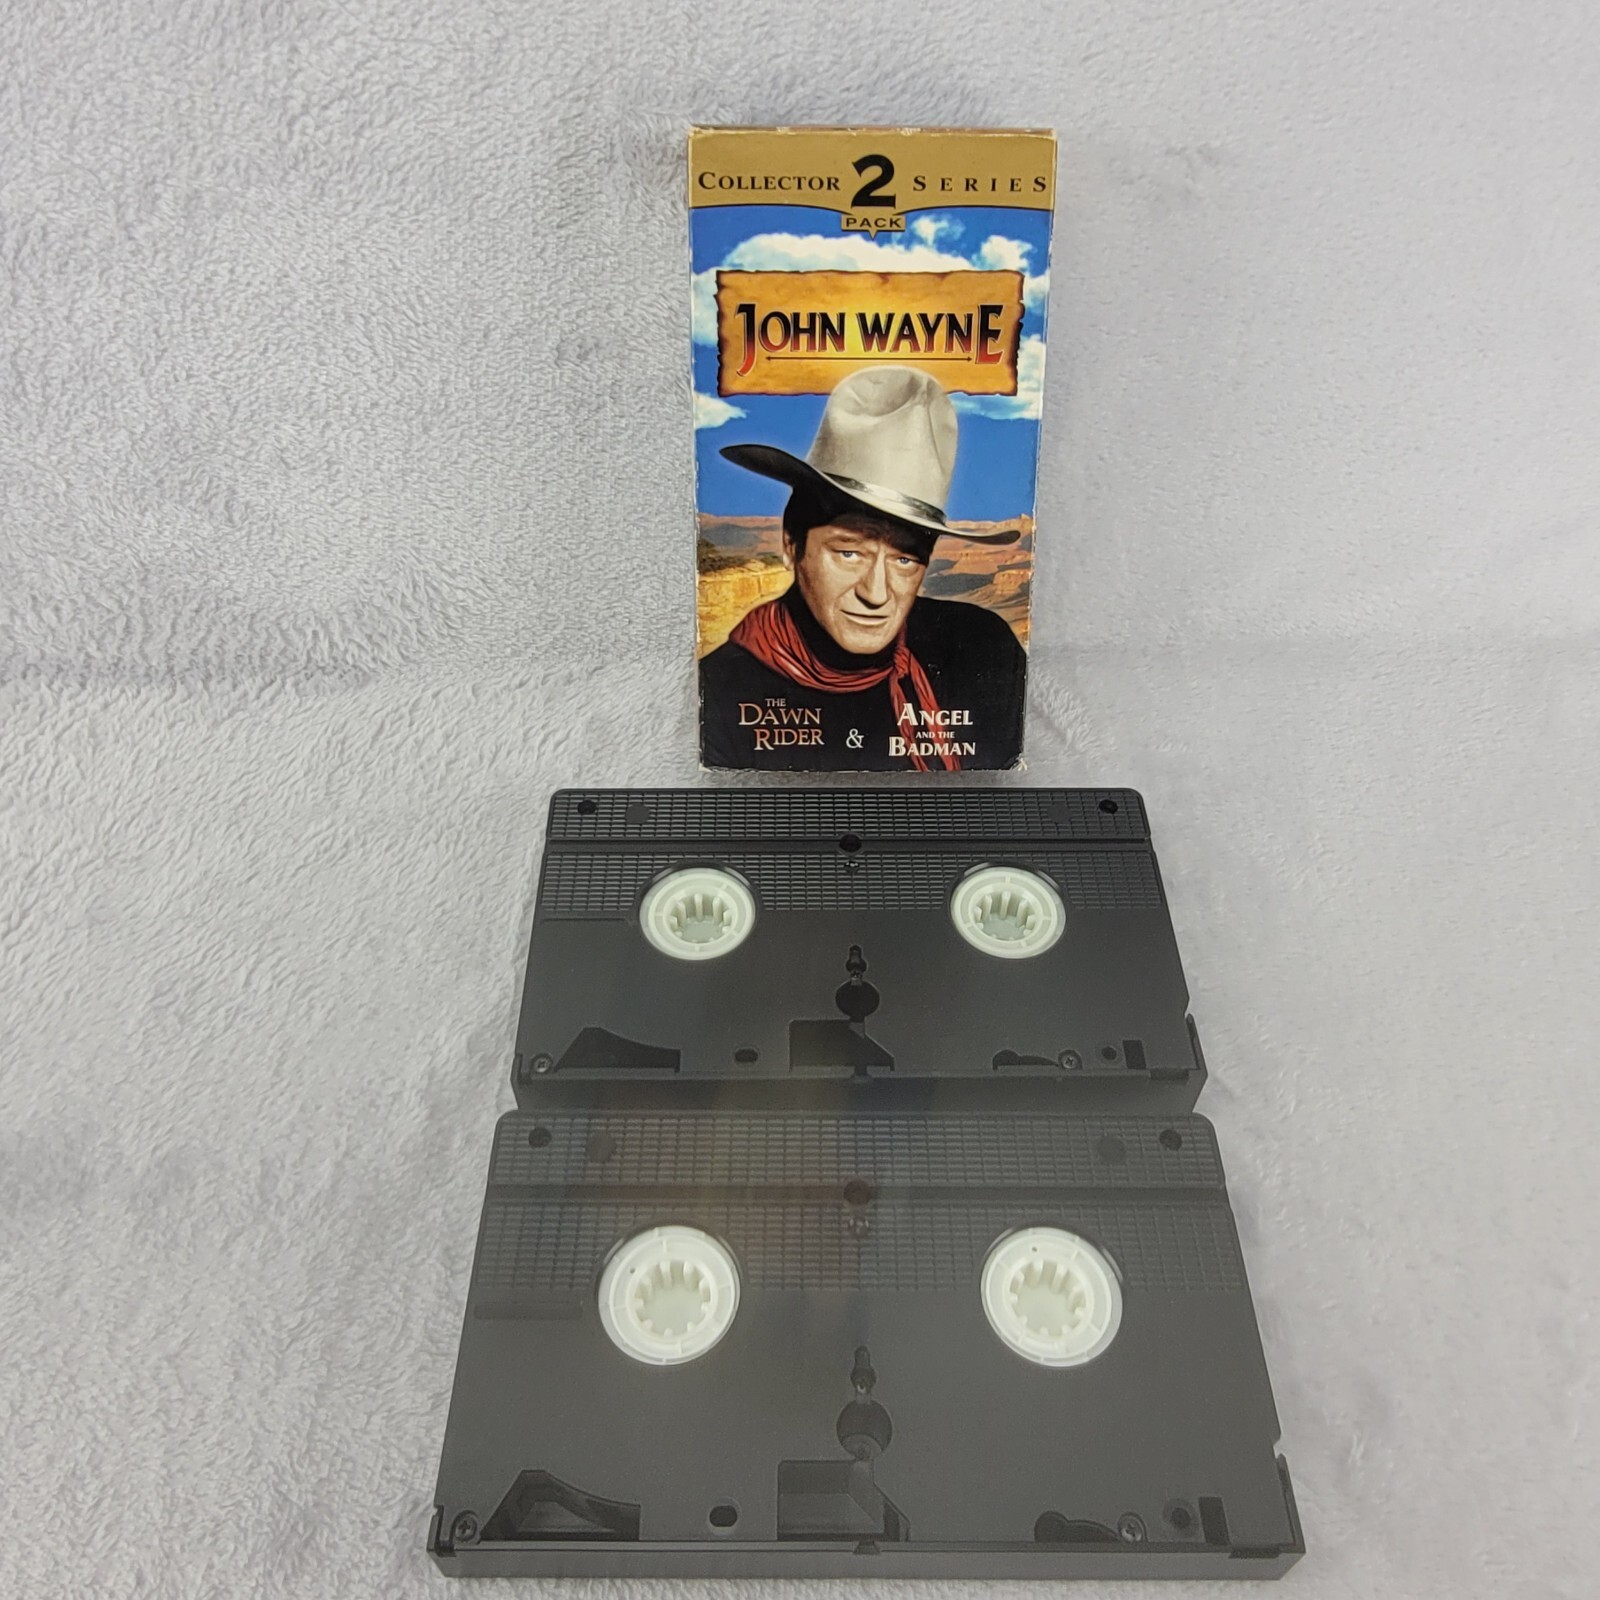 COLLECTOR 2 SERIES
PACK
JOHN WAYNE
THE
DAWN
RIDER
&
ANGEL
AND THE
BADMAN